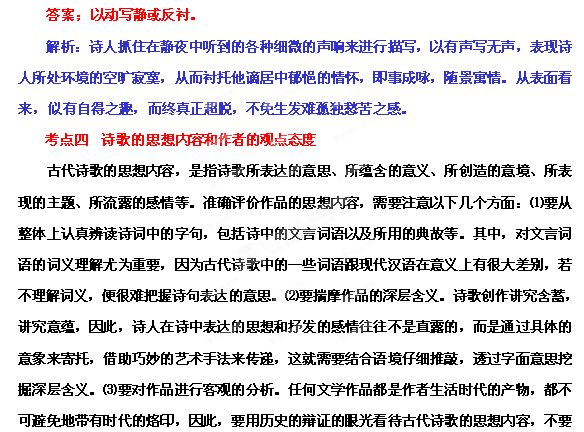 答案；以动写静或反衬。
解析：诗人抓住在静夜中听到的各种细微的声响来进行描写，以有声写无声，表现诗
人所处环境的空旷寂寞，从而衬托他谪居中郁悒的情怀，即事成咏，随景寓情。从表面看
来，似有自得之趣，而终真正超脱，不免生发难孤独愁苦之感。
考点四　诗歌的思想内容和作者的观点态度
古代诗歌的思想内容，是指诗歌所表达的意思、所蕴含的意义、所创造的意境、所表
现的主题、所流露的感情等。准确评价作品的思想内容，需要注意以下几个方面：⑴要从
整体上认真辨读诗词中的字句，包括诗中的文言词语以及所用的典故等。其中，对文言词
语的词义理解尤为重要，因为古代诗歌中的一些词语跟现代汉语在意义上有很大差别，若
不理解词义，便很难把握诗句表达的意思。⑵要揣摩作品的深层含义。诗歌创作讲究含蓄，
讲究意蕴，因此，诗人在诗中表达的思想和抒发的感情往往不是直露的，而是通过具体的
意象来寄托，借助巧妙的艺术手法来传递，这就需要结合语境仔细推敲，透过字面意思挖
掘深层含义。⑶要对作品进行客观的分析。任何文学作品都是作者生活时代的产物，都不
可避免地带有时代的烙印，因此，要用历史的辩证的眼光看待古代诗歌的思想内容，不要